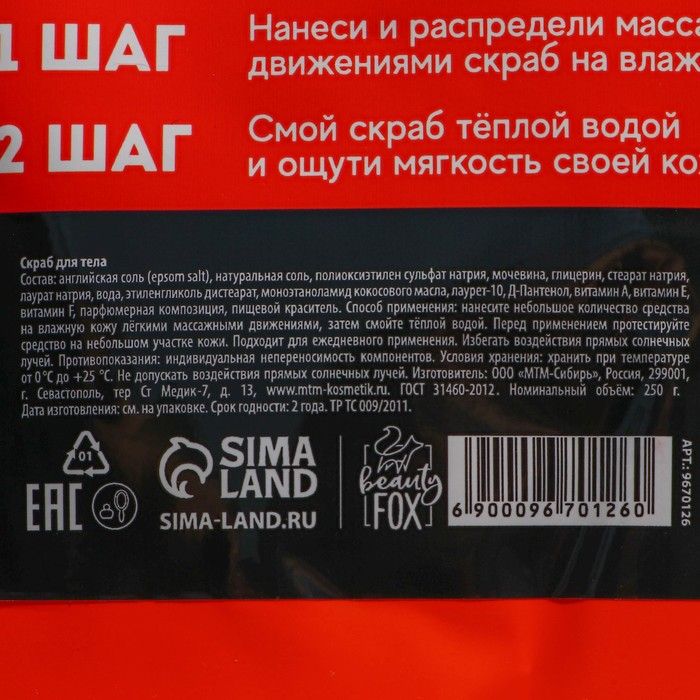 1 ШАГ
Нанеси и распредели масса
движениями скраб на влаж
2 ШАГ
Смой скраб тёплой водой
и ощути мягкость своей ко
Скраб для тела
Состав: английская соль (epsom salt), натуральная соль, полиоксиэтилен сульфат натрия, мочевина, глицерин, стеарат натрия,
лаурат натрия, вода, этиленгликоль дистеарат, моноэтаноламид кокосового масла, лаурет-10, Д-Пантенол, витамин А, витамин Е,
витамин F, парфюмерная композиция, пищевой краситель. Способ применения: нанесите небольшое количество средства
на влажную кожу лёгкими массажными движениями, затем смойте тёплой водой. Перед применением протестируйте
средство на небольшом участке кожи. Подходит для ежедневного применения. Избегать воздействия прямых солнечных
лучей. Противопоказания: индивидуальная непереносимость компонентов. Условия хранения: хранить при температуре
от 0°С до +25 °С. Не допускать воздействия прямых солнечных лучей. Изготовитель: ООО «МТМ-Сибирь», Россия, 299001,
г. Севастополь, тер Ст Медик-7, д. 13, www.mtm-kosmetik.ru. ГОСТ 31460-2012. Номинальный объём: 250 г.
Дата изготовления: см. на упаковке. Срок годности: 2 года. ТР ТС 009/2011.
01
EAC
SIMA
LAND
SIMA-LAND.RU
beauty
FOX
6 900096 701260
АРТ.: 9670126